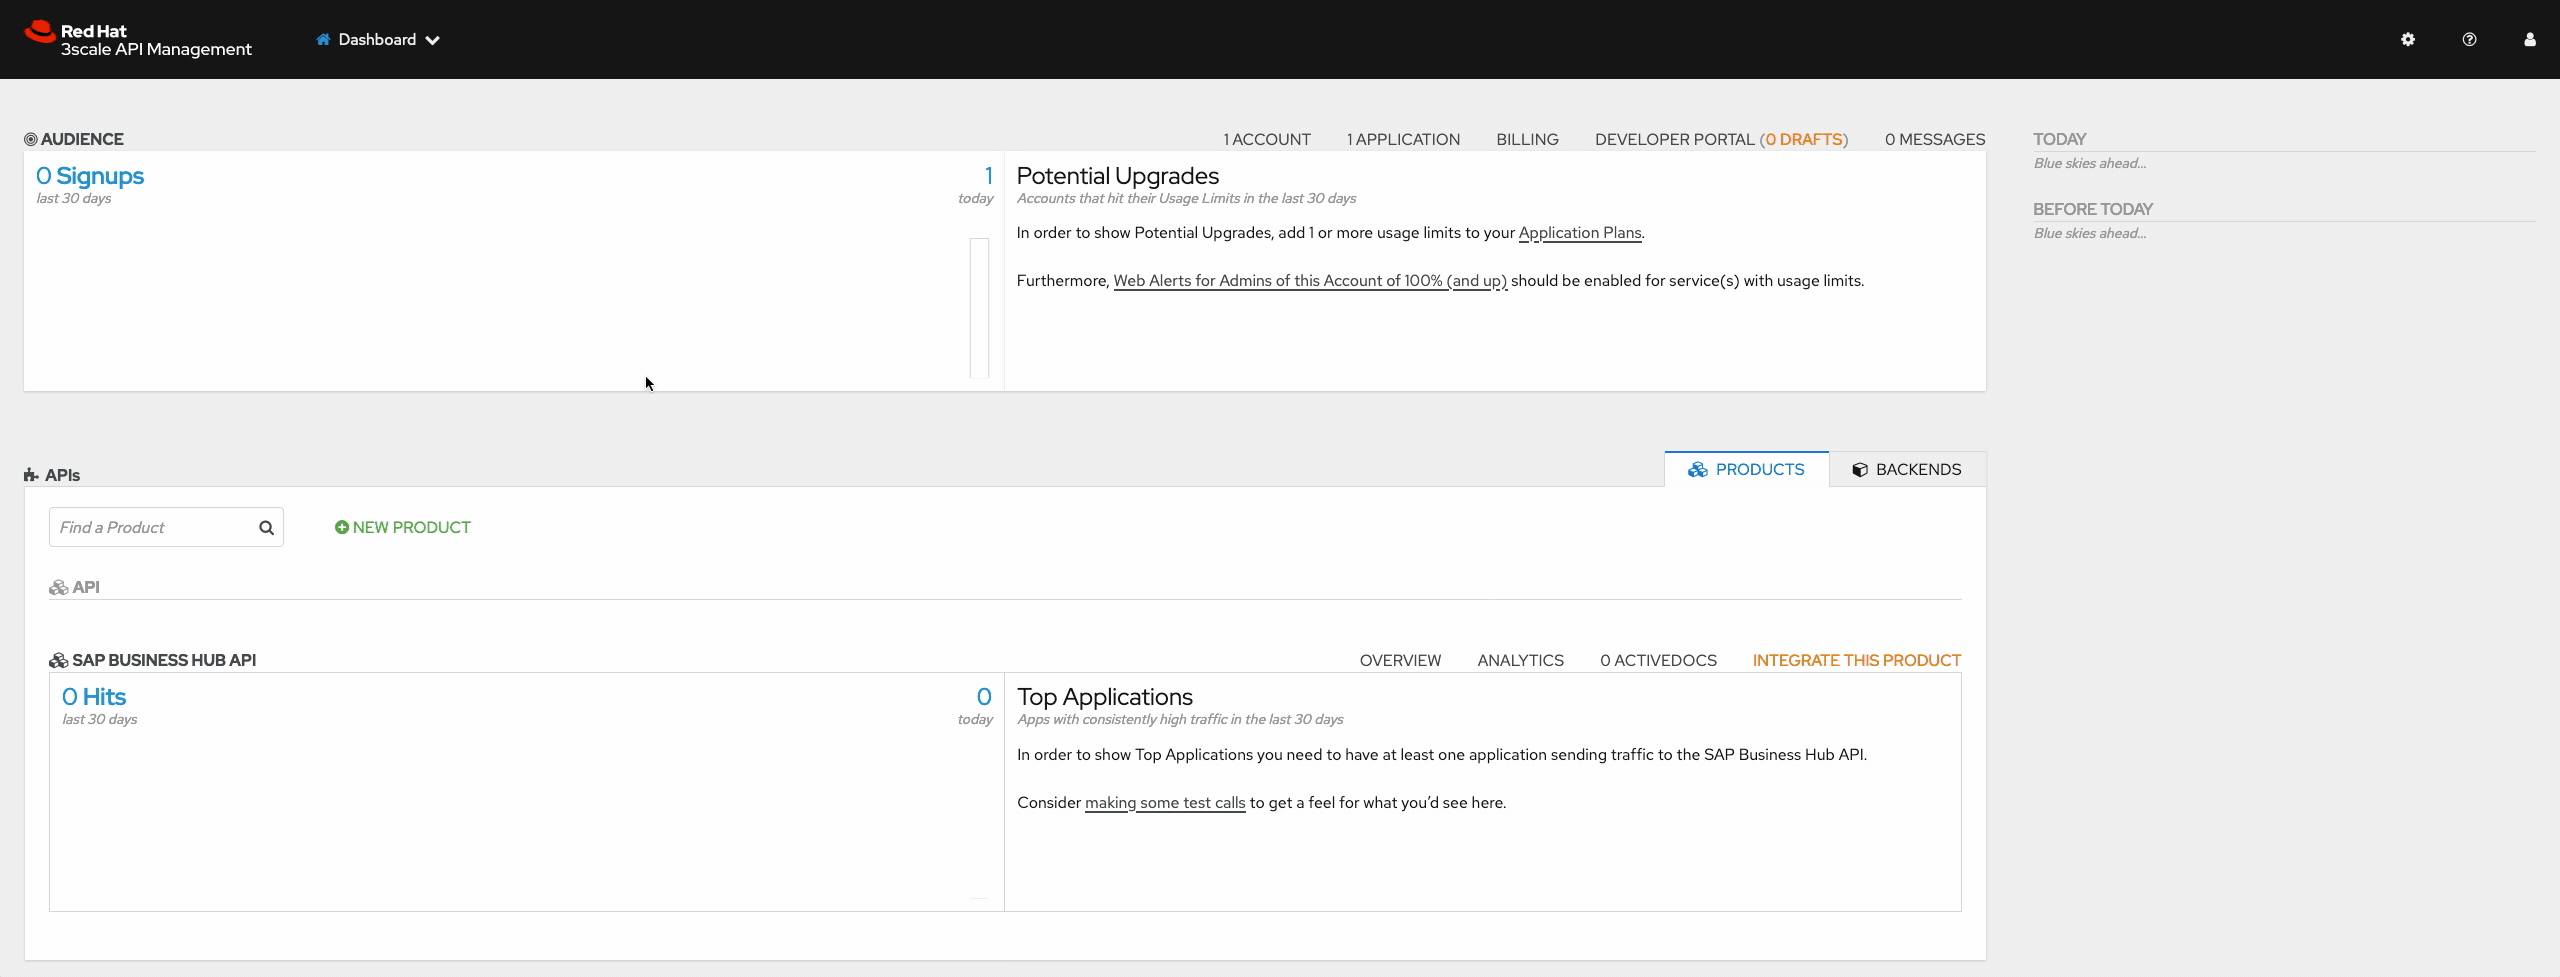 Red Hat
3scale API Management
Dashboard
AUDIENCE
1 ACCOUNT 1 APPLICATION BILLING DEVELOPER PORTAL (0 DRAFTS) 0 MESSAGES
0 Signups
last 30 days
1
today
Potential Upgrades
Accounts that hit their Usage Limits in the last 30 days
In order to show Potential Upgrades, add 1 or more usage limits to your Application Plans.
Furthermore, Web Alerts for Admins of this Account of 100% (and up) should be enabled for service(s) with usage limits.
TODAY
Blue skies ahead...
BEFORE TODAY
Blue skies ahead...
APIs
PRODUCTS
BACKENDS
Find a Product
NEW PRODUCT
API
SAP BUSINESS HUB API
OVERVIEW ANALYTICS 0 ACTIVEDOCS INTEGRATE THIS PRODUCT
0 Hits
last 30 days
0
today
Top Applications
Apps with consistently high traffic in the last 30 days
In order to show Top Applications you need to have at least one application sending traffic to the SAP Business Hub API.
Consider making some test calls to get a feel for what you'd see here.